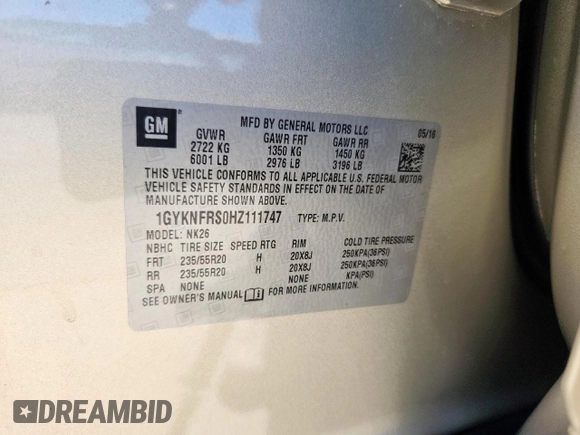 GM
MFD BY GENERAL MOTORS LLC 05/16
GVWR GAWR FRT GAWR RR
2722 KG 1350 KG 1450 KG
6001 LB 2976 LB 3196 LB
THIS VEHICLE CONFORMS TO ALL APPLICABLE U.S. FEDERAL MOTOR
VEHICLE SAFETY STANDARDS IN EFFECT ON THE DATE OF
MANUFACTURE SHOWN ABOVE.
1GYKNFRS0HZ111747 TYPE: M.P.V.
MODEL: NK26
NBHC TIRE SIZE SPEED RTG RIM COLD TIRE PRESSURE
FRT 235/55R20 H 20X8J 250KPA(36PSI)
RR 235/55R20 H 20X8J 250KPA(36PSI)
SPA NONE NONE KPA(PSI)
SEE OWNER'S MANUAL FOR MORE INFORMATION.
DREAMBID